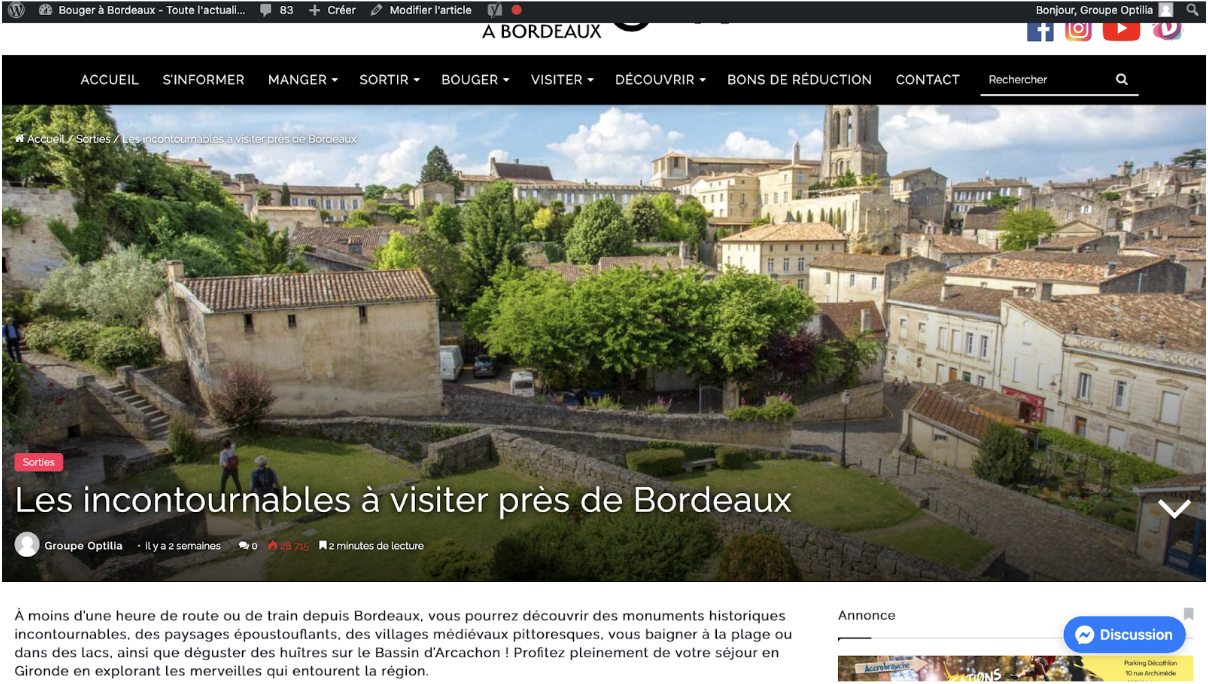 Bouger à Bordeaux - Toute l'actuali... 83 Créer Modifier l'article Bonjour, Groupe Optilia
À BORDEAUX
ACCUEIL S'INFORMER MANGER SORTIR BOUGER VISITER DÉCOUVRIR BONS DE RÉDUCTION CONTACT Rechercher
Accueil / Sorties / Les incontournables à visiter près de Bordeaux
Sorties
Les incontournables à visiter près de Bordeaux
Groupe Optilia • il y a 2 semaines 0 28 715 2 minutes de lecture
À moins d'une heure de route ou de train depuis Bordeaux, vous pourrez découvrir des monuments historiques
incontournables, des paysages époustouflants, des villages médiévaux pittoresques, vous baigner à la plage ou
dans des lacs, ainsi que déguster des huîtres sur le Bassin d'Arcachon ! Profitez pleinement de votre séjour en
Gironde en explorant les merveilles qui entourent la région.
Annonce
Discussion
Accrobranche
Parking Décathlon
10 rue Archimède